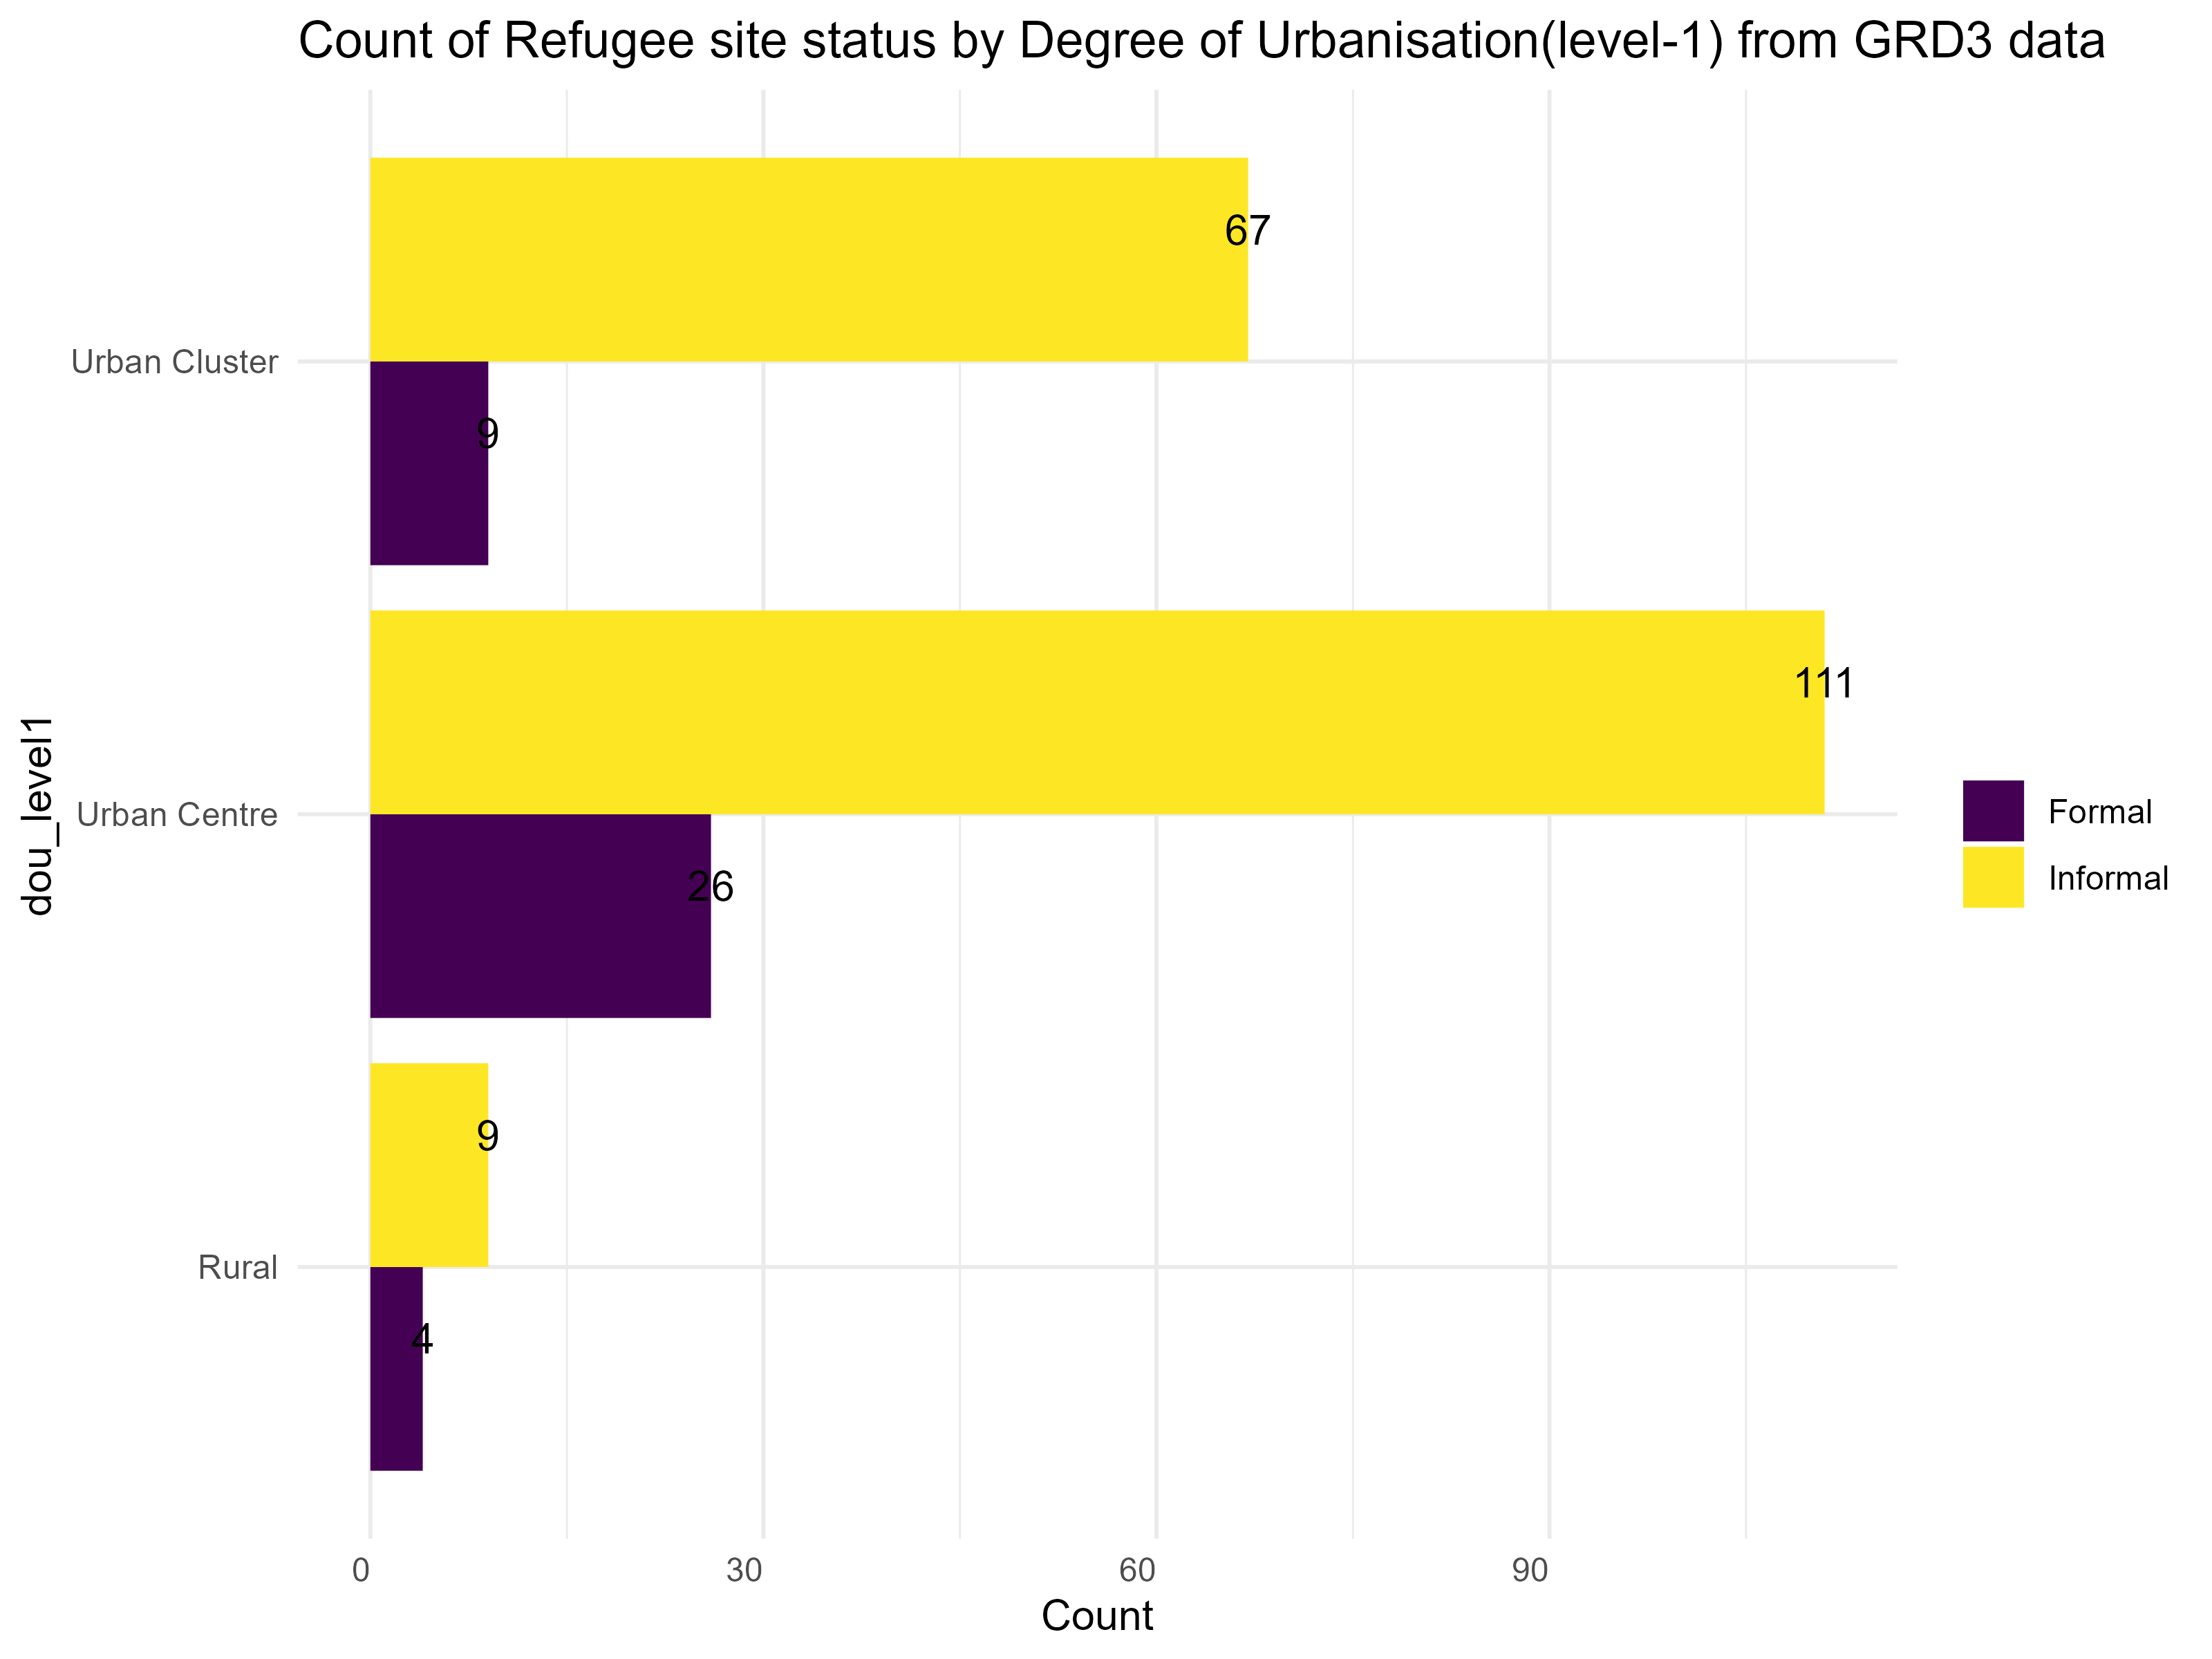 Count of Refugee site status by Degree of Urbanisation(level-1) from GRD3 data
dou_level1
Urban Cluster
67
9
Urban Centre
111
26
Rural
9
4
0
30
60
90
Count
Formal
Informal